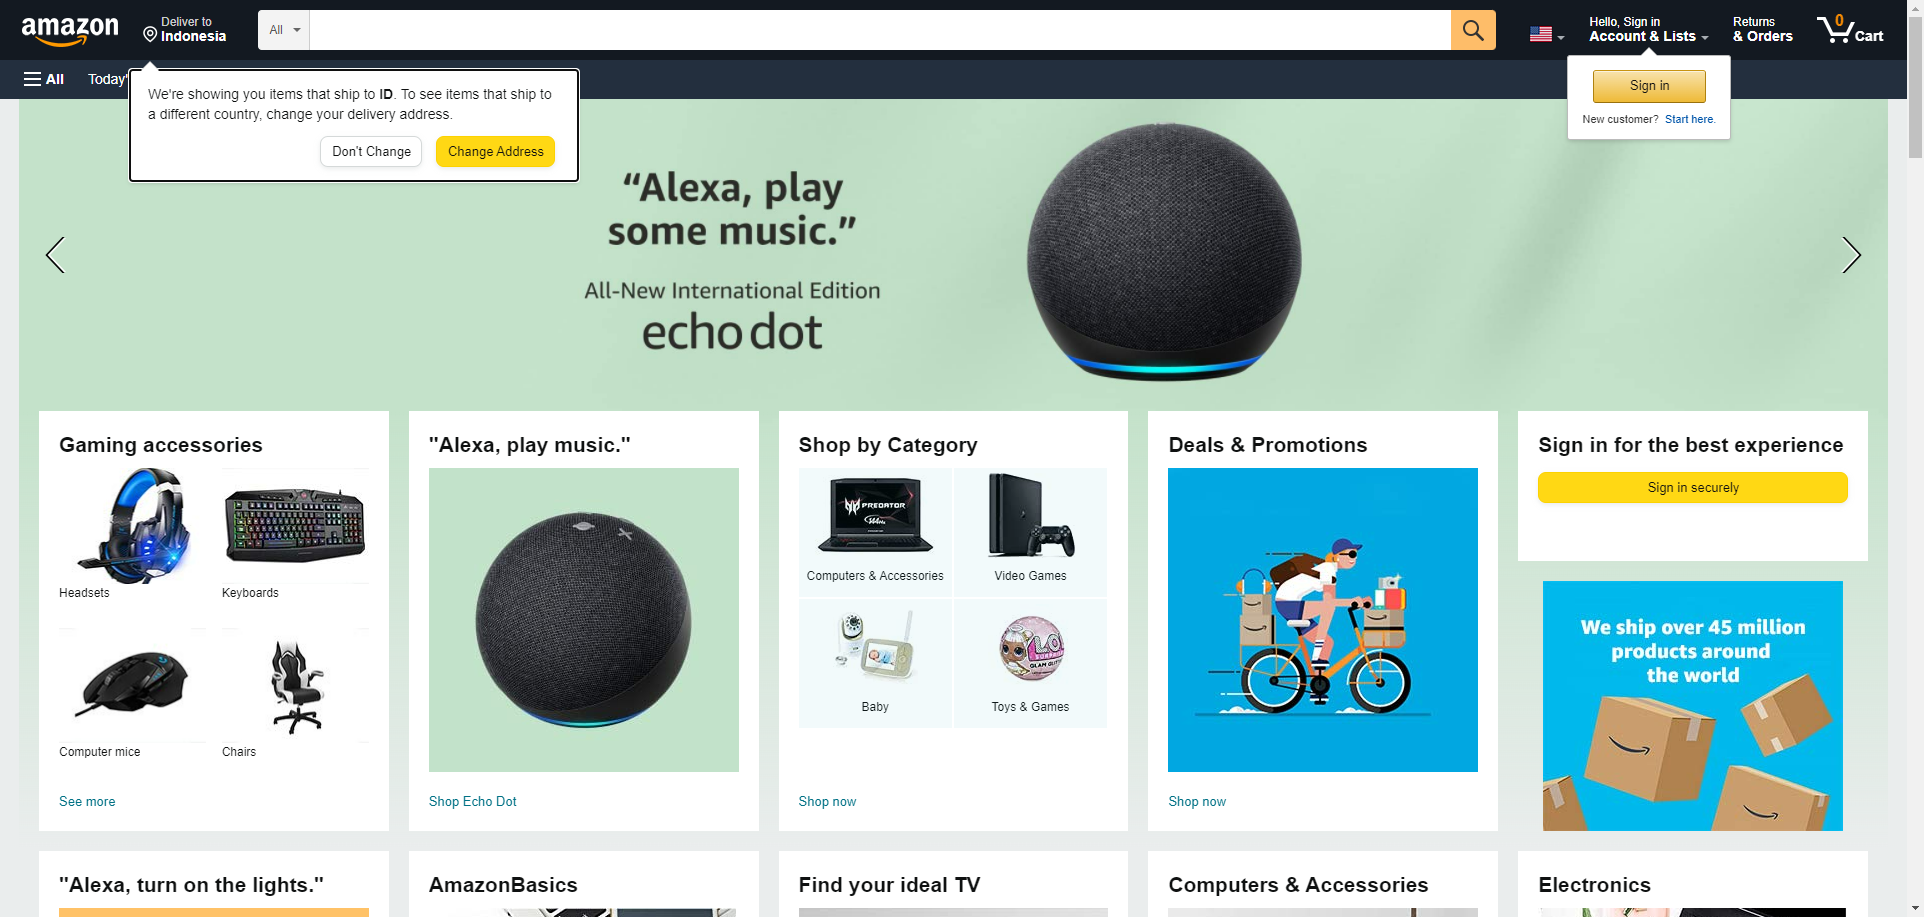 amazon
Deliver to
Indonesia
All
Hello, Sign in
Account & Lists
Returns
& Orders
0
Cart
All
Today'
We're showing you items that ship to ID. To see items that ship to
a different country, change your delivery address.
Don't Change
Change Address
Sign in
New customer? Start here.
“Alexa, play
some music.”
All-New International Edition
echo dot
Gaming accessories
Headsets
Keyboards
Computer mice
Chairs
See more
"Alexa, play music."
Shop Echo Dot
Shop by Category
PREDATOR
Computers & Accessories
Video Games
Baby
L.O.L.
SURPRISE
GLAM GLITTER
Toys & Games
Shop now
Deals & Promotions
Shop now
Sign in for the best experience
Sign in securely
We ship over 45 million
products around
the world
"Alexa, turn on the lights."
AmazonBasics
Find your ideal TV
Computers & Accessories
Electronics